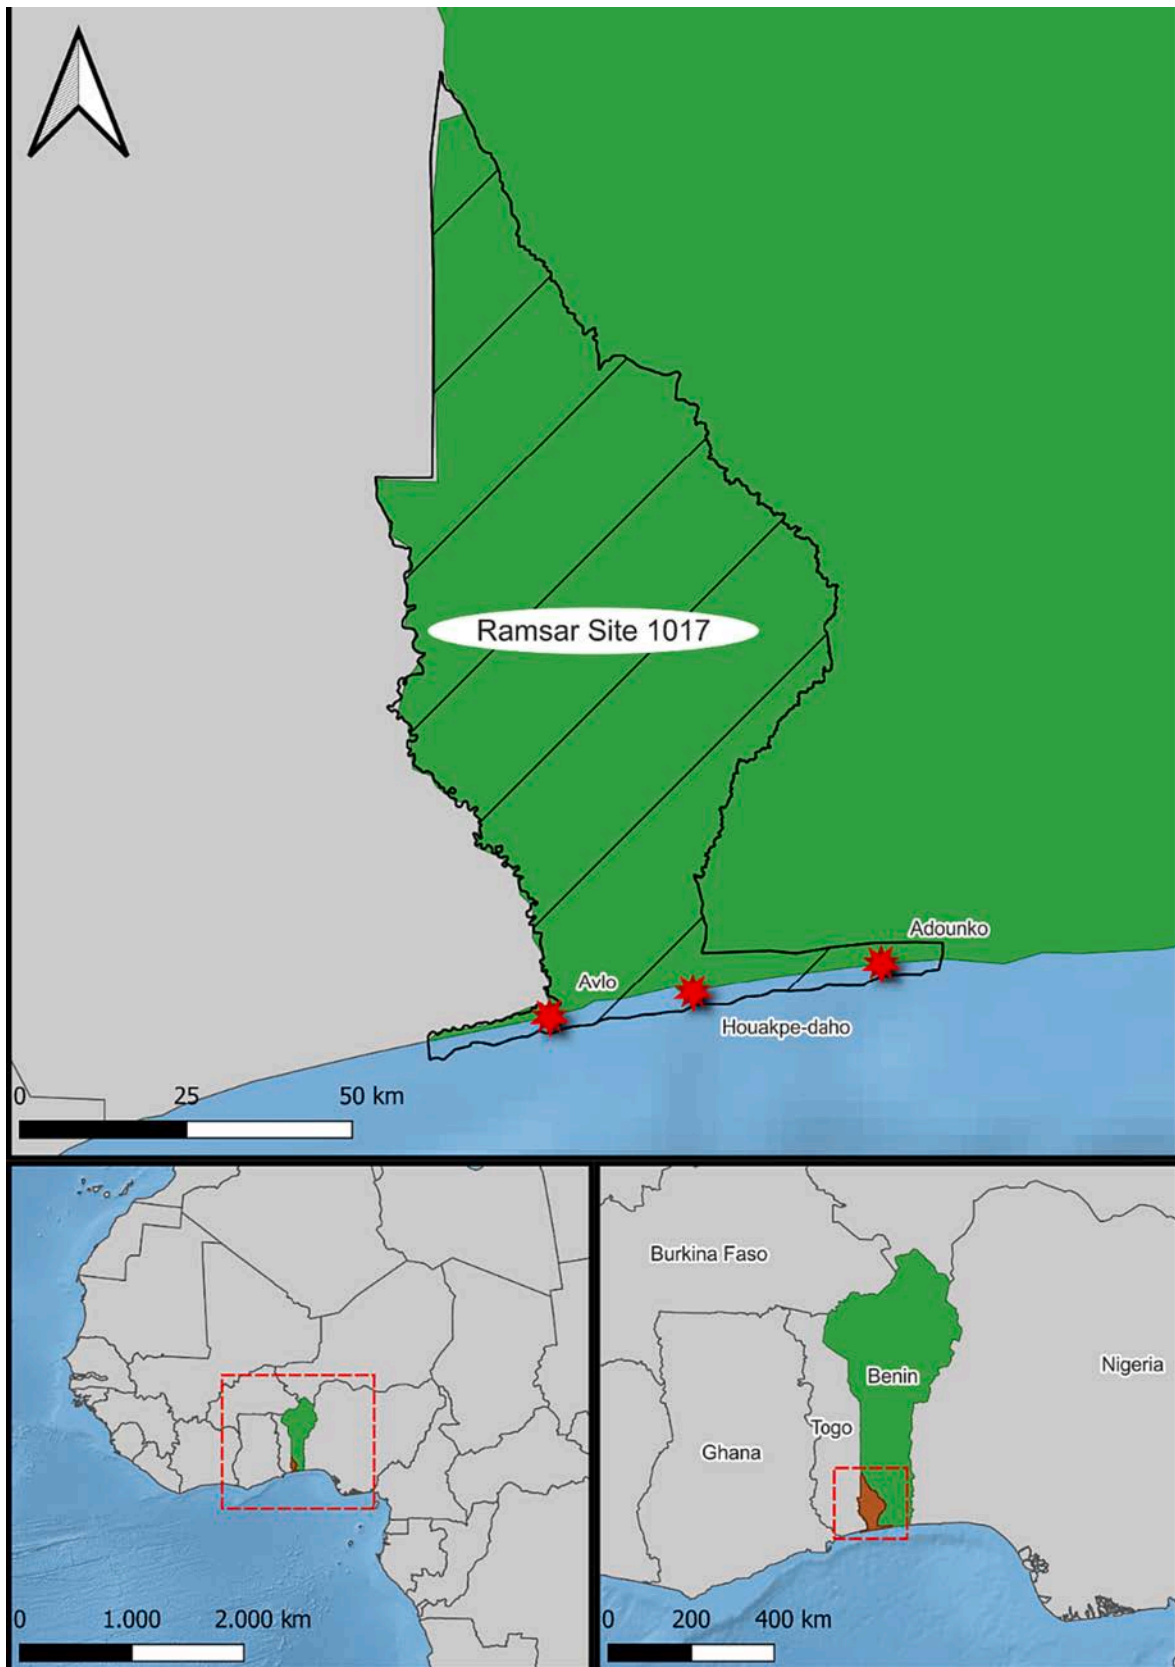 Ramsar Site 1017
Adounko
Avlo
Houakpe-daho
0 25 50 km
Burkina Faso
Benin
Nigeria
Togo
Ghana
0 1.000 2.000 km
0 200 400 km